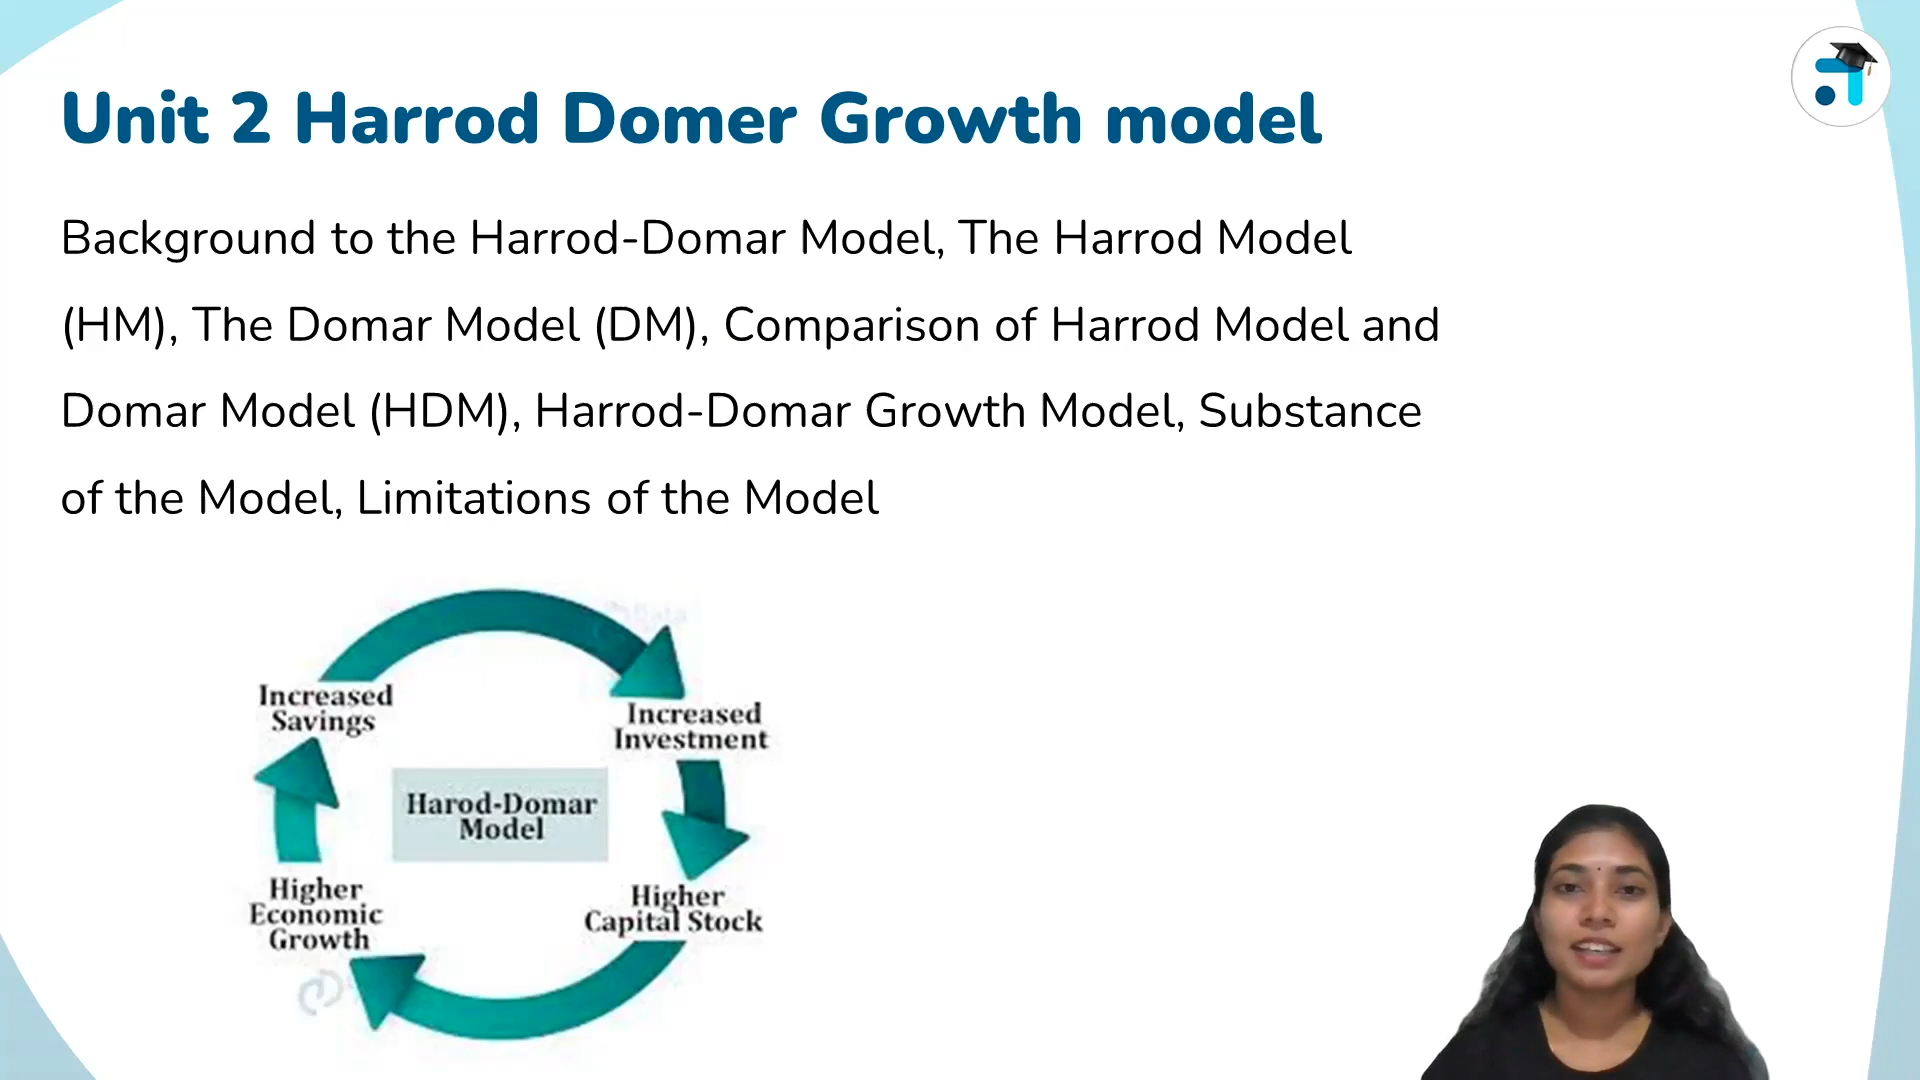 Unit 2 Harrod Domer Growth model
Background to the Harrod-Domar Model, The Harrod Model
(HM), The Domar Model (DM), Comparison of Harrod Model and
Domar Model (HDM), Harrod-Domar Growth Model, Substance
of the Model, Limitations of the Model
Increased
Savings
Increased
Investment
Harod-Domar
Model
Higher
Economic
Growth
Higher
Capital Stock